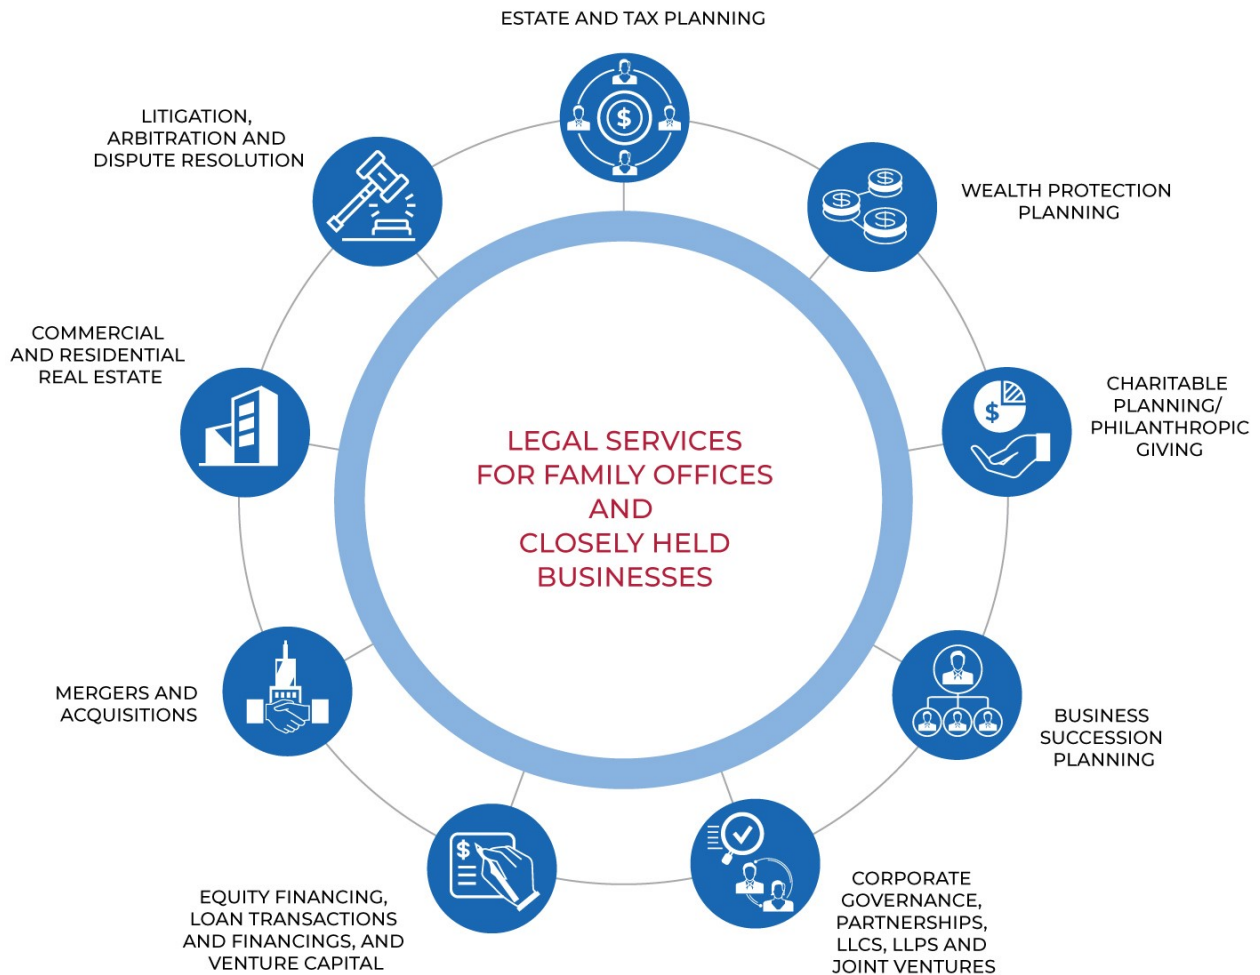 ESTATE AND TAX PLANNING
WEALTH PROTECTION
PLANNING
CHARITABLE
PLANNING/
PHILANTHROPIC
GIVING
BUSINESS
SUCCESSION
PLANNING
CORPORATE
GOVERNANCE,
PARTNERSHIPS,
LLCS, LLPS AND
JOINT VENTURES
EQUITY FINANCING,
LOAN TRANSACTIONS
AND FINANCINGS, AND
VENTURE CAPITAL
MERGERS AND
ACQUISITIONS
COMMERCIAL
AND RESIDENTIAL
REAL ESTATE
LITIGATION,
ARBITRATION AND
DISPUTE RESOLUTION
LEGAL SERVICES
FOR FAMILY OFFICES
AND
CLOSELY HELD
BUSINESSES